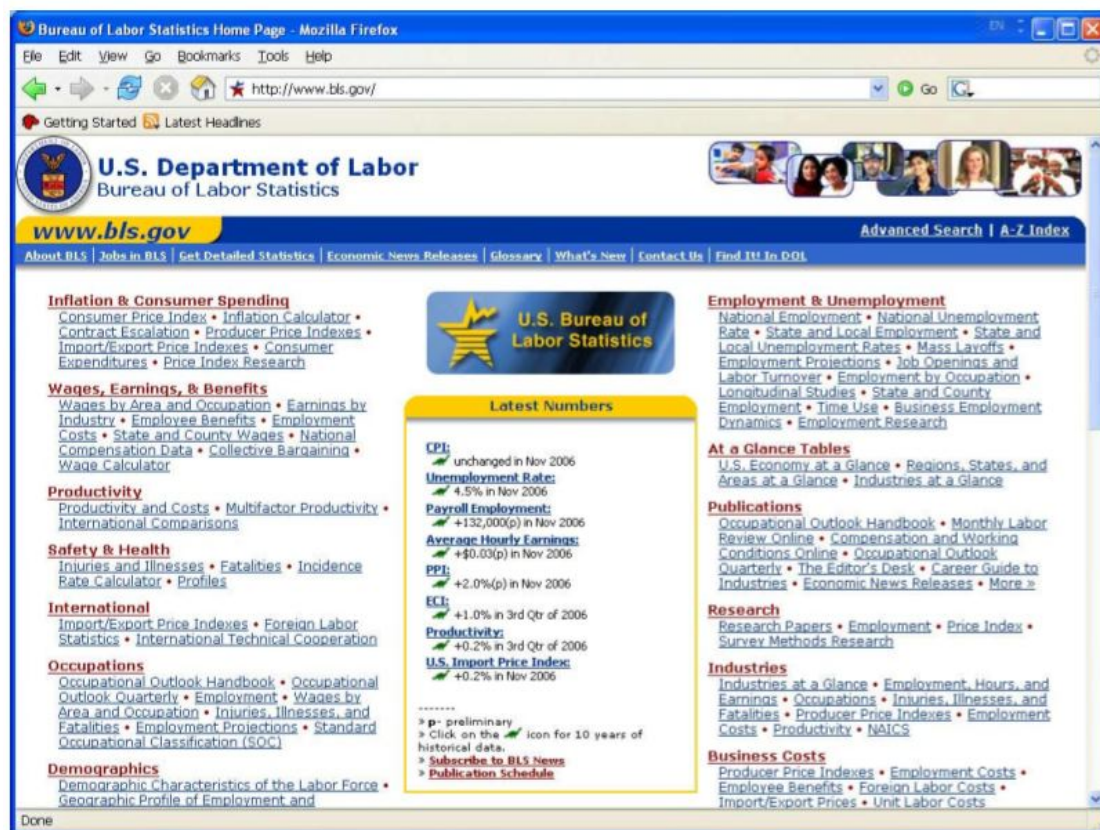 Bureau of Labor Statistics Home Page - Mozilla Firefox
EN
File Edit View Go Bookmarks Tools Help
http://www.bls.gov/
Go
Getting Started Latest Headlines
U.S. Department of Labor
Bureau of Labor Statistics
www.bls.gov
Advanced Search | A-Z Index
About BLS | Jobs in BLS | Get Detailed Statistics | Economic News Releases | Glossary | What's New | Contact Us | Find It! In DOL
Inflation & Consumer Spending
Consumer Price Index • Inflation Calculator •
Contract Escalation • Producer Price Indexes •
Import/Export Price Indexes • Consumer
Expenditures • Price Index Research
Wages, Earnings, & Benefits
Wages by Area and Occupation • Earnings by
Industry • Employee Benefits • Employment
Costs • State and County Wages • National
Compensation Data • Collective Bargaining •
Wage Calculator
Productivity
Productivity and Costs • Multifactor Productivity •
International Comparisons
Safety & Health
Injuries and Illnesses • Fatalities • Incidence
Rate Calculator • Profiles
International
Import/Export Price Indexes • Foreign Labor
Statistics • International Technical Cooperation
Occupations
Occupational Outlook Handbook • Occupational
Outlook Quarterly • Employment • Wages by
Area and Occupation • Injuries, Illnesses, and
Fatalities • Employment Projections • Standard
Occupational Classification (SOC)
Demographics
Demographic Characteristics of the Labor Force •
Geographic Profile of Employment and
U.S. Bureau of
Labor Statistics
Latest Numbers
CPI:
unchanged in Nov 2006
Unemployment Rate:
4.5% in Nov 2006
Payroll Employment:
+132,000(p) in Nov 2006
Average Hourly Earnings:
+$0.03(p) in Nov 2006
PPI:
+2.0%(p) in Nov 2006
ECI:
+1.0% in 3rd Qtr of 2006
Productivity:
+0.2% in 3rd Qtr of 2006
U.S. Import Price Index:
+0.2% in Nov 2006
-------
» p- preliminary
» Click on the icon for 10 years of
historical data.
» Subscribe to BLS News
» Publication Schedule
Employment & Unemployment
National Employment • National Unemployment
Rate • State and Local Employment • State and
Local Unemployment Rates • Mass Layoffs •
Employment Projections • Job Openings and
Labor Turnover • Employment by Occupation •
Longitudinal Studies • State and County
Employment • Time Use • Business Employment
Dynamics • Employment Research
At a Glance Tables
U.S. Economy at a Glance • Regions, States, and
Areas at a Glance • Industries at a Glance
Publications
Occupational Outlook Handbook • Monthly Labor
Review Online • Compensation and Working
Conditions Online • Occupational Outlook
Quarterly • The Editor's Desk • Career Guide to
Industries • Economic News Releases • More »
Research
Research Papers • Employment • Price Index •
Survey Methods Research
Industries
Industries at a Glance • Employment, Hours, and
Earnings • Occupations • Injuries, Illnesses, and
Fatalities • Producer Price Indexes • Employment
Costs • Productivity • NAICS
Business Costs
Producer Price Indexes • Employment Costs •
Employee Benefits • Foreign Labor Costs •
Import/Export Prices • Unit Labor Costs
Done